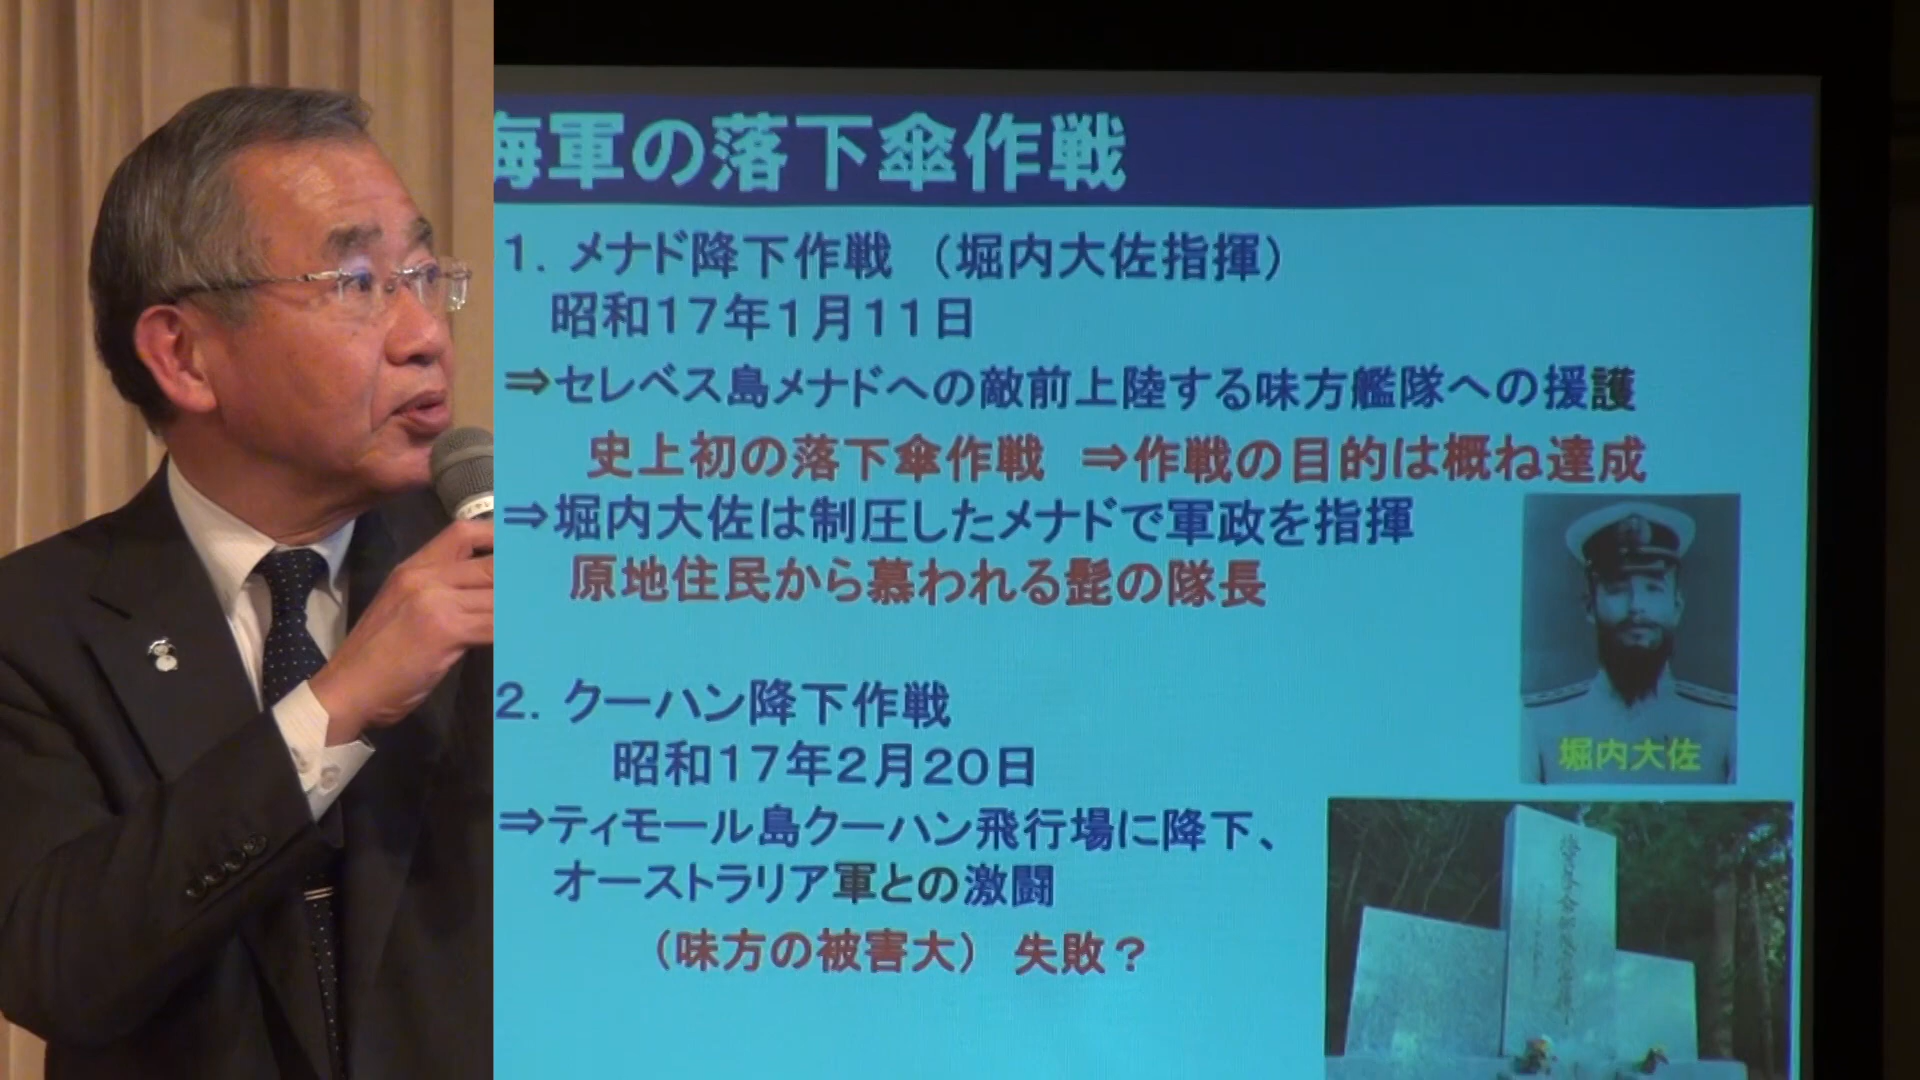 海軍の落下傘作戦
1. メナド降下作戦 （堀内大佐指揮）
昭和17年1月11日
⇒セレベス島メナドへの敵前上陸する味方艦隊への援護
史上初の落下傘作戦 ⇒作戦の目的は概ね達成
⇒堀内大佐は制圧したメナドで軍政を指揮
原地住民から慕われる髭の隊長
堀内大佐
2. クーハン降下作戦
昭和17年2月20日
⇒ティモール島クーハン飛行場に降下、
オーストラリア軍との激闘
（味方の被害大） 失敗？